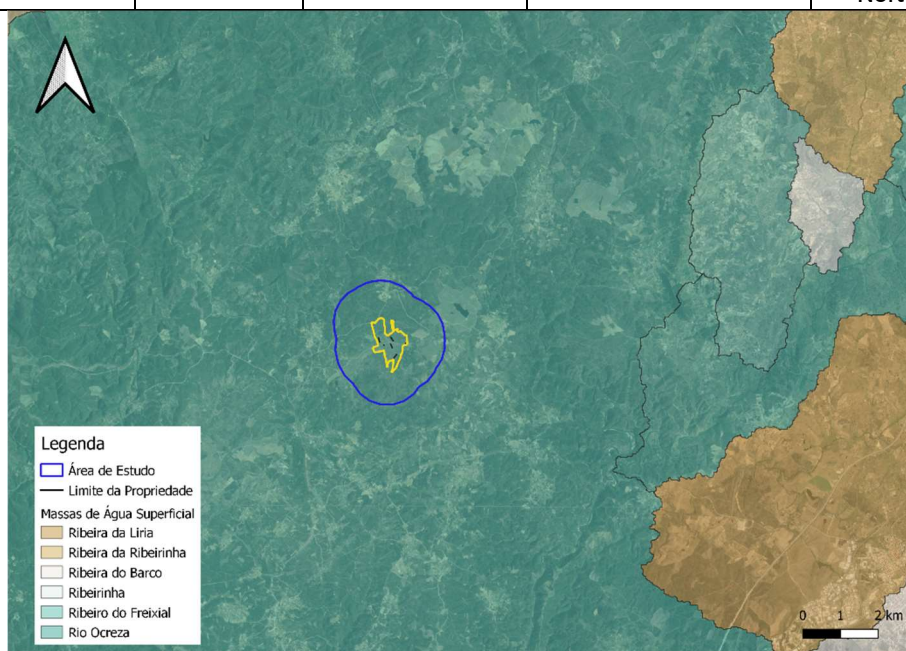 Legenda
Área de Estudo
Limite da Propriedade
Massas de Água Superficial
Ribeira da Liria
Ribeira da Ribeirinha
Ribeira do Barco
Ribeirinha
Ribeiro do Freixial
Rio Ocreza
0 1 2 km